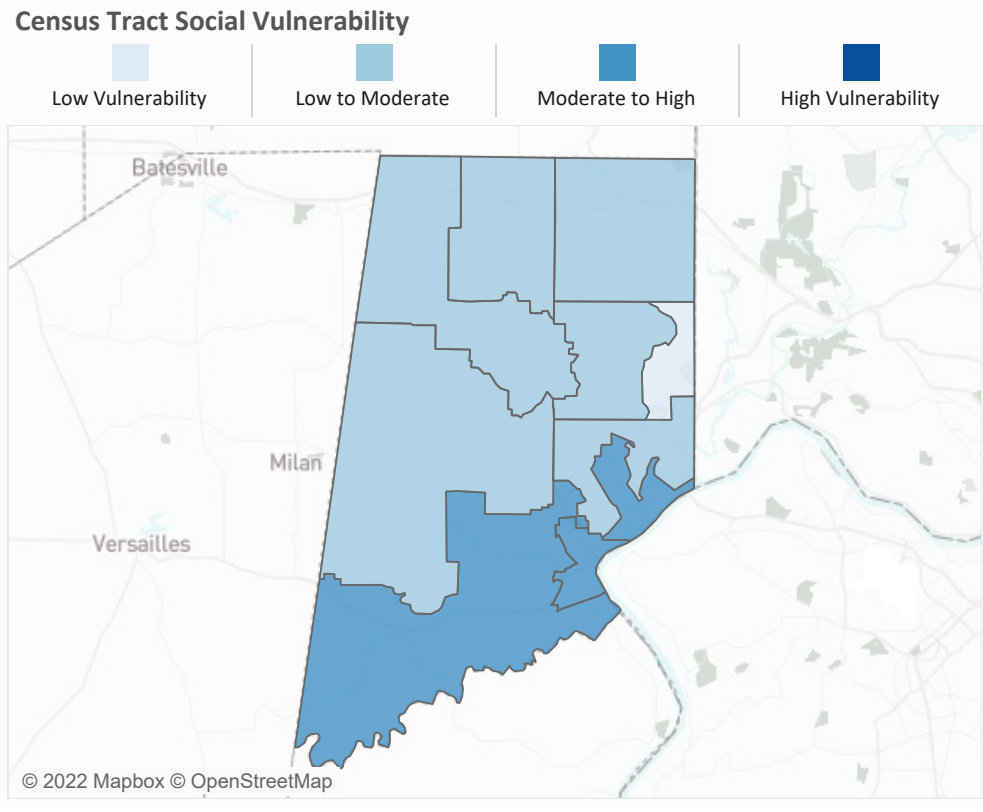 Census Tract Social Vulnerability
Low Vulnerability
Low to Moderate
Moderate to High
High Vulnerability
Batesville
Milan
Versailles
© 2022 Mapbox © OpenStreetMap